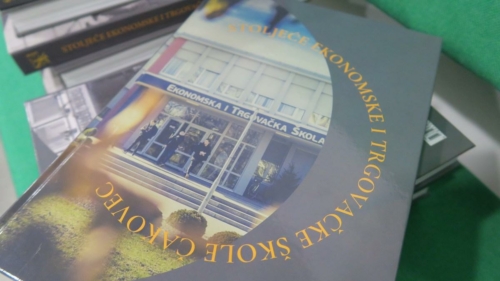 STOLJEĆE EKONOMSKE I TRGOVAČKE ŠKOLE ČAKOVEC
EKONOMSKA I TRGOVAČKA ŠKOLA
STOLJEĆE EKONOMSKE I TRGOVAČKE